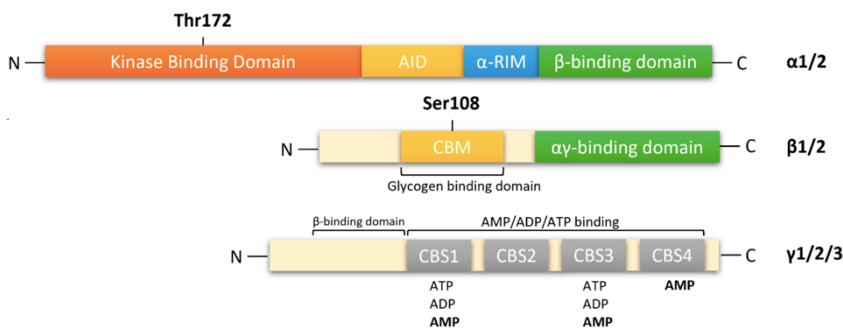 Thr172
N Kinase Binding Domain AID α-RIM β-binding domain C α1/2
Ser108
N CBM αγ-binding domain C β1/2
Glycogen binding domain
β-binding domain AMP/ADP/ATP binding
N CBS1 CBS2 CBS3 CBS4 C γ1/2/3
ATP ATP AMP
ADP ADP
AMP AMP